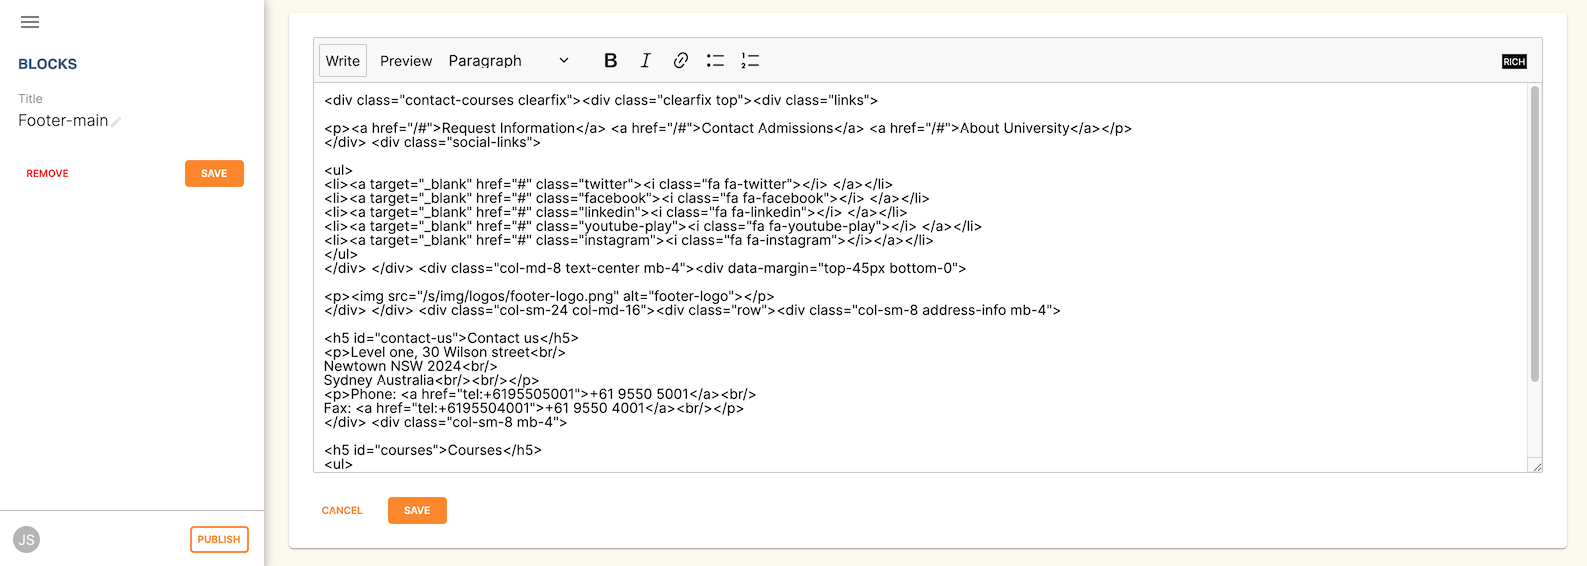 BLOCKS
Title
Footer-main
REMOVE
SAVE
JS
PUBLISH
Write
Preview
Paragraph
B
I
RICH
<div class="contact-courses clearfix"><div class="clearfix top"><div class="links">
<p><a href="/#">Request Information</a> <a href="/#">Contact Admissions</a> <a href="/#">About University</a></p>
</div> <div class="social-links">
<ul>
<li><a target="_blank" href="#" class="twitter"><i class="fa fa-twitter"></i> </a></li>
<li><a target="_blank" href="#" class="facebook"><i class="fa fa-facebook"></i> </a></li>
<li><a target="_blank" href="#" class="linkedin"><i class="fa fa-linkedin"></i> </a></li>
<li><a target="_blank" href="#" class="youtube-play"><i class="fa fa-youtube-play"></i> </a></li>
<li><a target="_blank" href="#" class="instagram"><i class="fa fa-instagram"></i></a></li>
</ul>
</div> </div> <div class="col-md-8 text-center mb-4"><div data-margin="top-45px bottom-0">
<p><img src="/s/img/logos/footer-logo.png" alt="footer-logo"></p>
</div> </div> <div class="col-sm-24 col-md-16"><div class="row"><div class="col-sm-8 address-info mb-4">
<h5 id="contact-us">Contact us</h5>
<p>Level one, 30 Wilson street<br/>
Newtown NSW 2024<br/>
Sydney Australia<br/><br/></p>
<p>Phone: <a href="tel:+6195505001">+61 9550 5001</a><br/>
Fax: <a href="tel:+6195504001">+61 9550 4001</a><br/></p>
</div> <div class="col-sm-8 mb-4">
<h5 id="courses">Courses</h5>
<ul>
CANCEL
SAVE